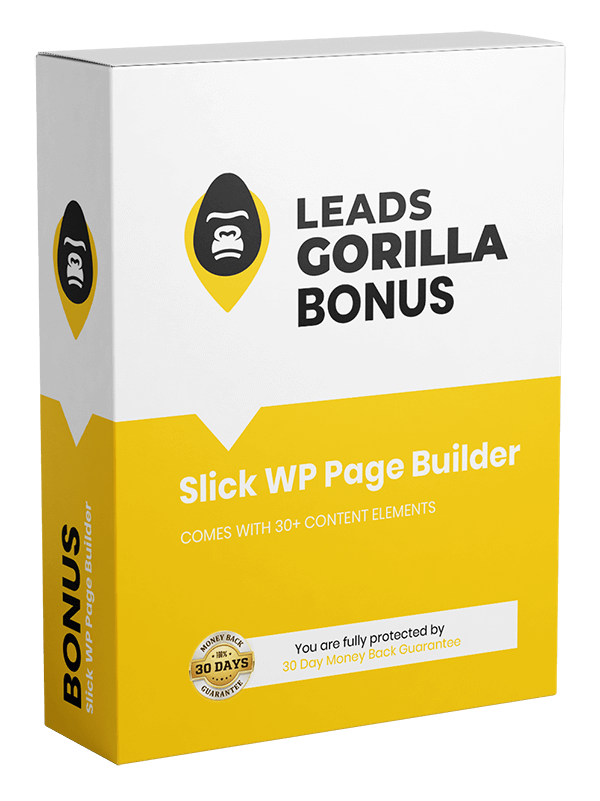 LEADS
GORILLA
BONUS
Slick WP Page Builder
COMES WITH 30+ CONTENT ELEMENTS
MONEY BACK
100%
30 DAYS
GUARANTEE
You are fully protected by
30 Day Money Back Guarantee
BONUS
Slick WP Page Builder